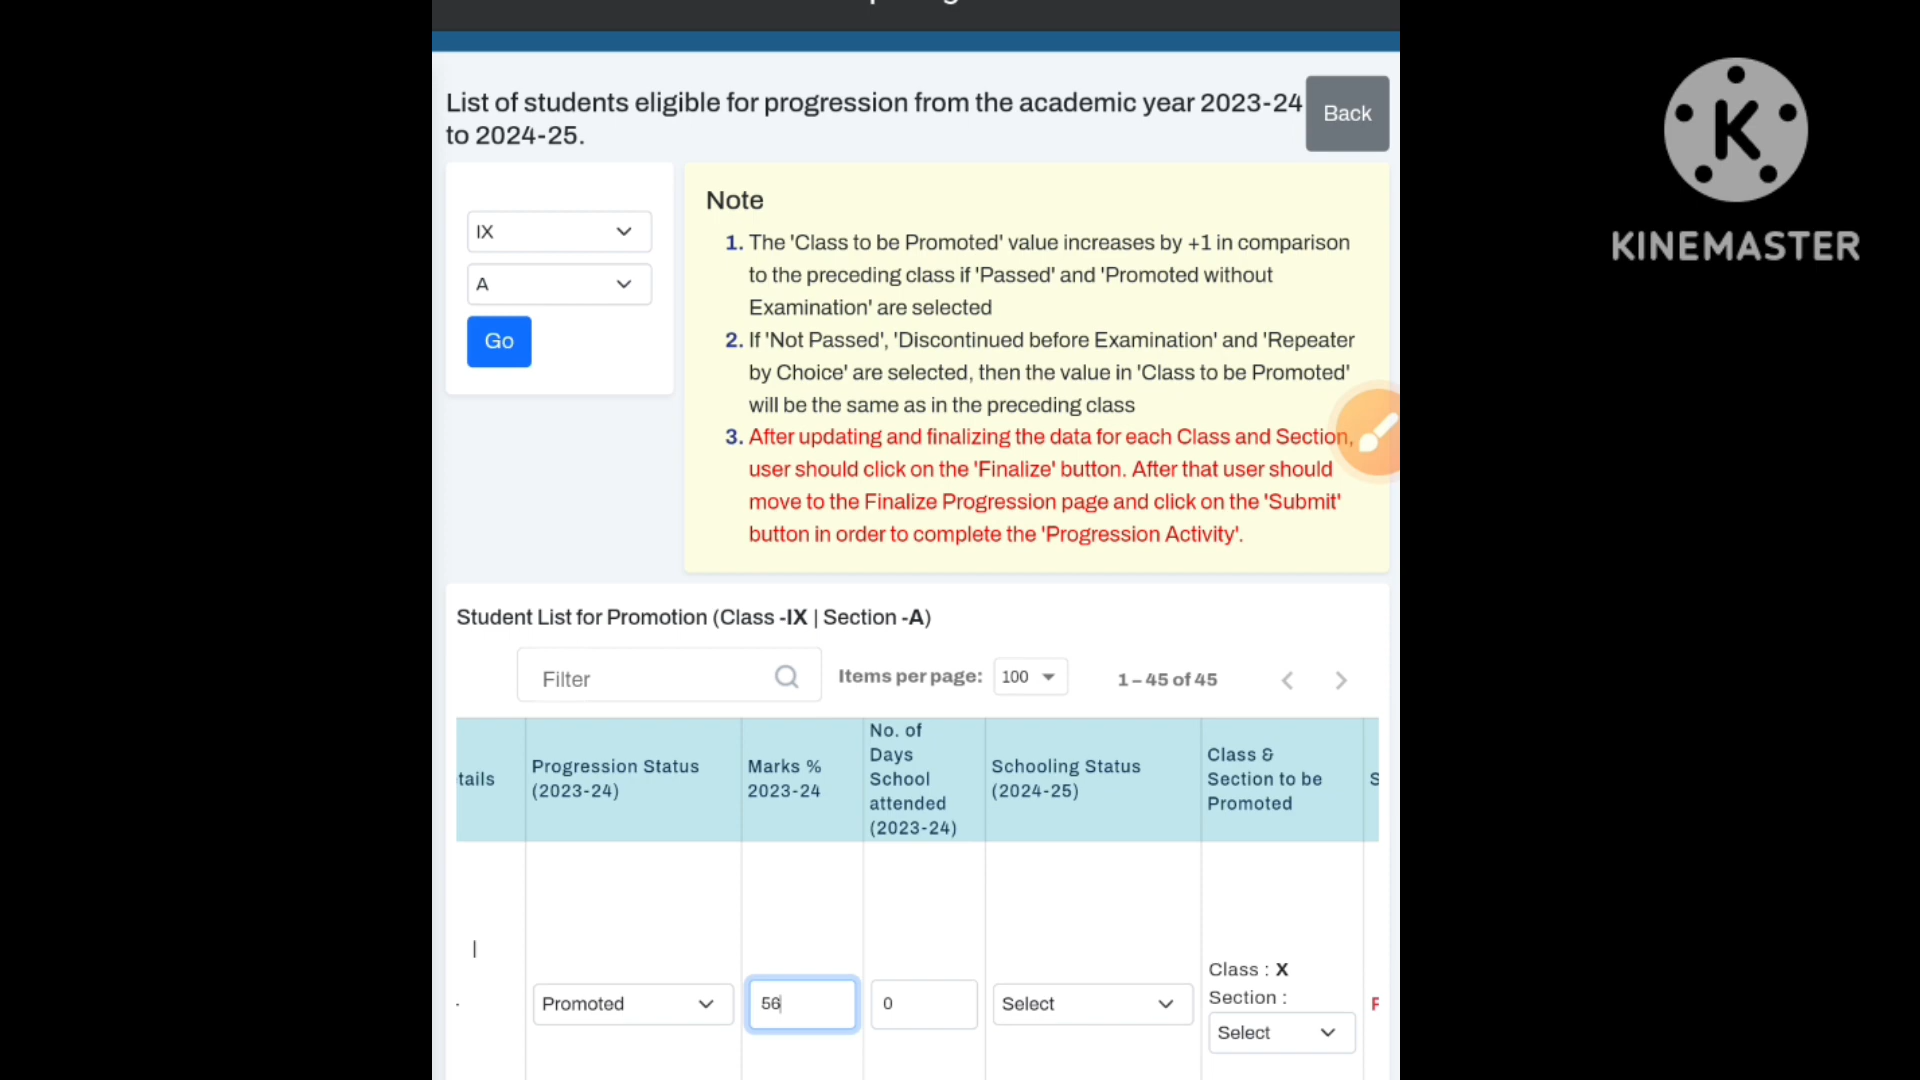 List of students eligible for progression from the academic year 2023-24
to 2024-25.
Back
IX
A
Go
Note
1. The 'Class to be Promoted' value increases by +1 in comparison
to the preceding class if 'Passed' and 'Promoted without
Examination' are selected
2. If 'Not Passed', 'Discontinued before Examination' and 'Repeater
by Choice' are selected, then the value in 'Class to be Promoted'
will be the same as in the preceding class
3. After updating and finalizing the data for each Class and Section,
user should click on the 'Finalize' button. After that user should
move to the Finalize Progression page and click on the 'Submit'
button in order to complete the 'Progression Activity'.
Student List for Promotion (Class -IX | Section -A)
Filter
Items per page: 100
1 – 45 of 45
tails
Progression Status
(2023-24)
Marks %
2023-24
No. of
Days
School
attended
(2023-24)
Schooling Status
(2024-25)
Class &
Section to be
Promoted
S
|
Promoted
56
0
Select
Class : X
Section :
Select
K
KINEMASTER